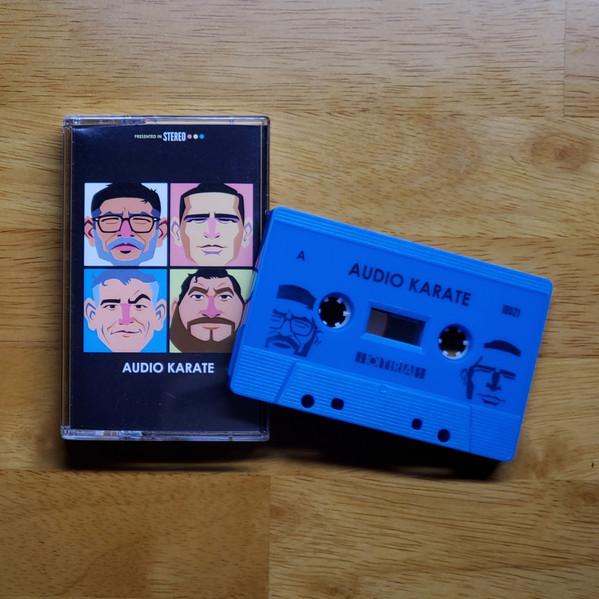 PRESENTED IN STEREO
AUDIO KARATE
A
AUDIO KARATE